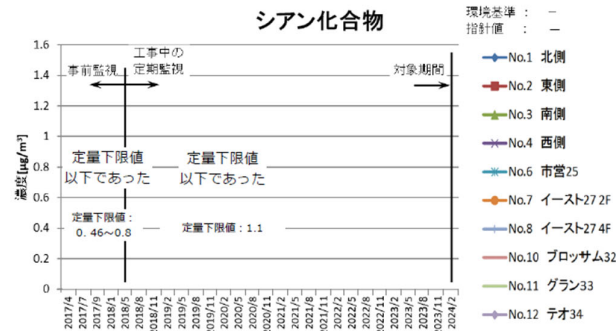 シアン化合物
環境基準 : －
指針値 : －
濃度[μg/m³]
1.6
1.4
1.2
1
0.8
0.6
0.4
0.2
0
事前監視
工事中の
定期監視
対象期間
定量下限値
以下であった
定量下限値
以下であった
定量下限値：
0.46～0.8
定量下限値：1.1
2017/4
2017/7
2017/9
2018/1
2018/5
2018/8
2018/11
2019/2
2019/5
2019/8
2019/11
2020/2
2020/5
2020/8
2020/11
2021/2
2021/5
2021/8
2021/11
2022/2
2022/5
2022/8
2022/11
2023/2
2023/5
2023/8
2023/11
2024/2
No.1 北側
No.2 東側
No.3 南側
No.4 西側
No.6 市営25
No.7 イースト27 2F
No.8 イースト27 4F
No.10 ブロッサム32
No.11 グラン33
No.12 テオ34